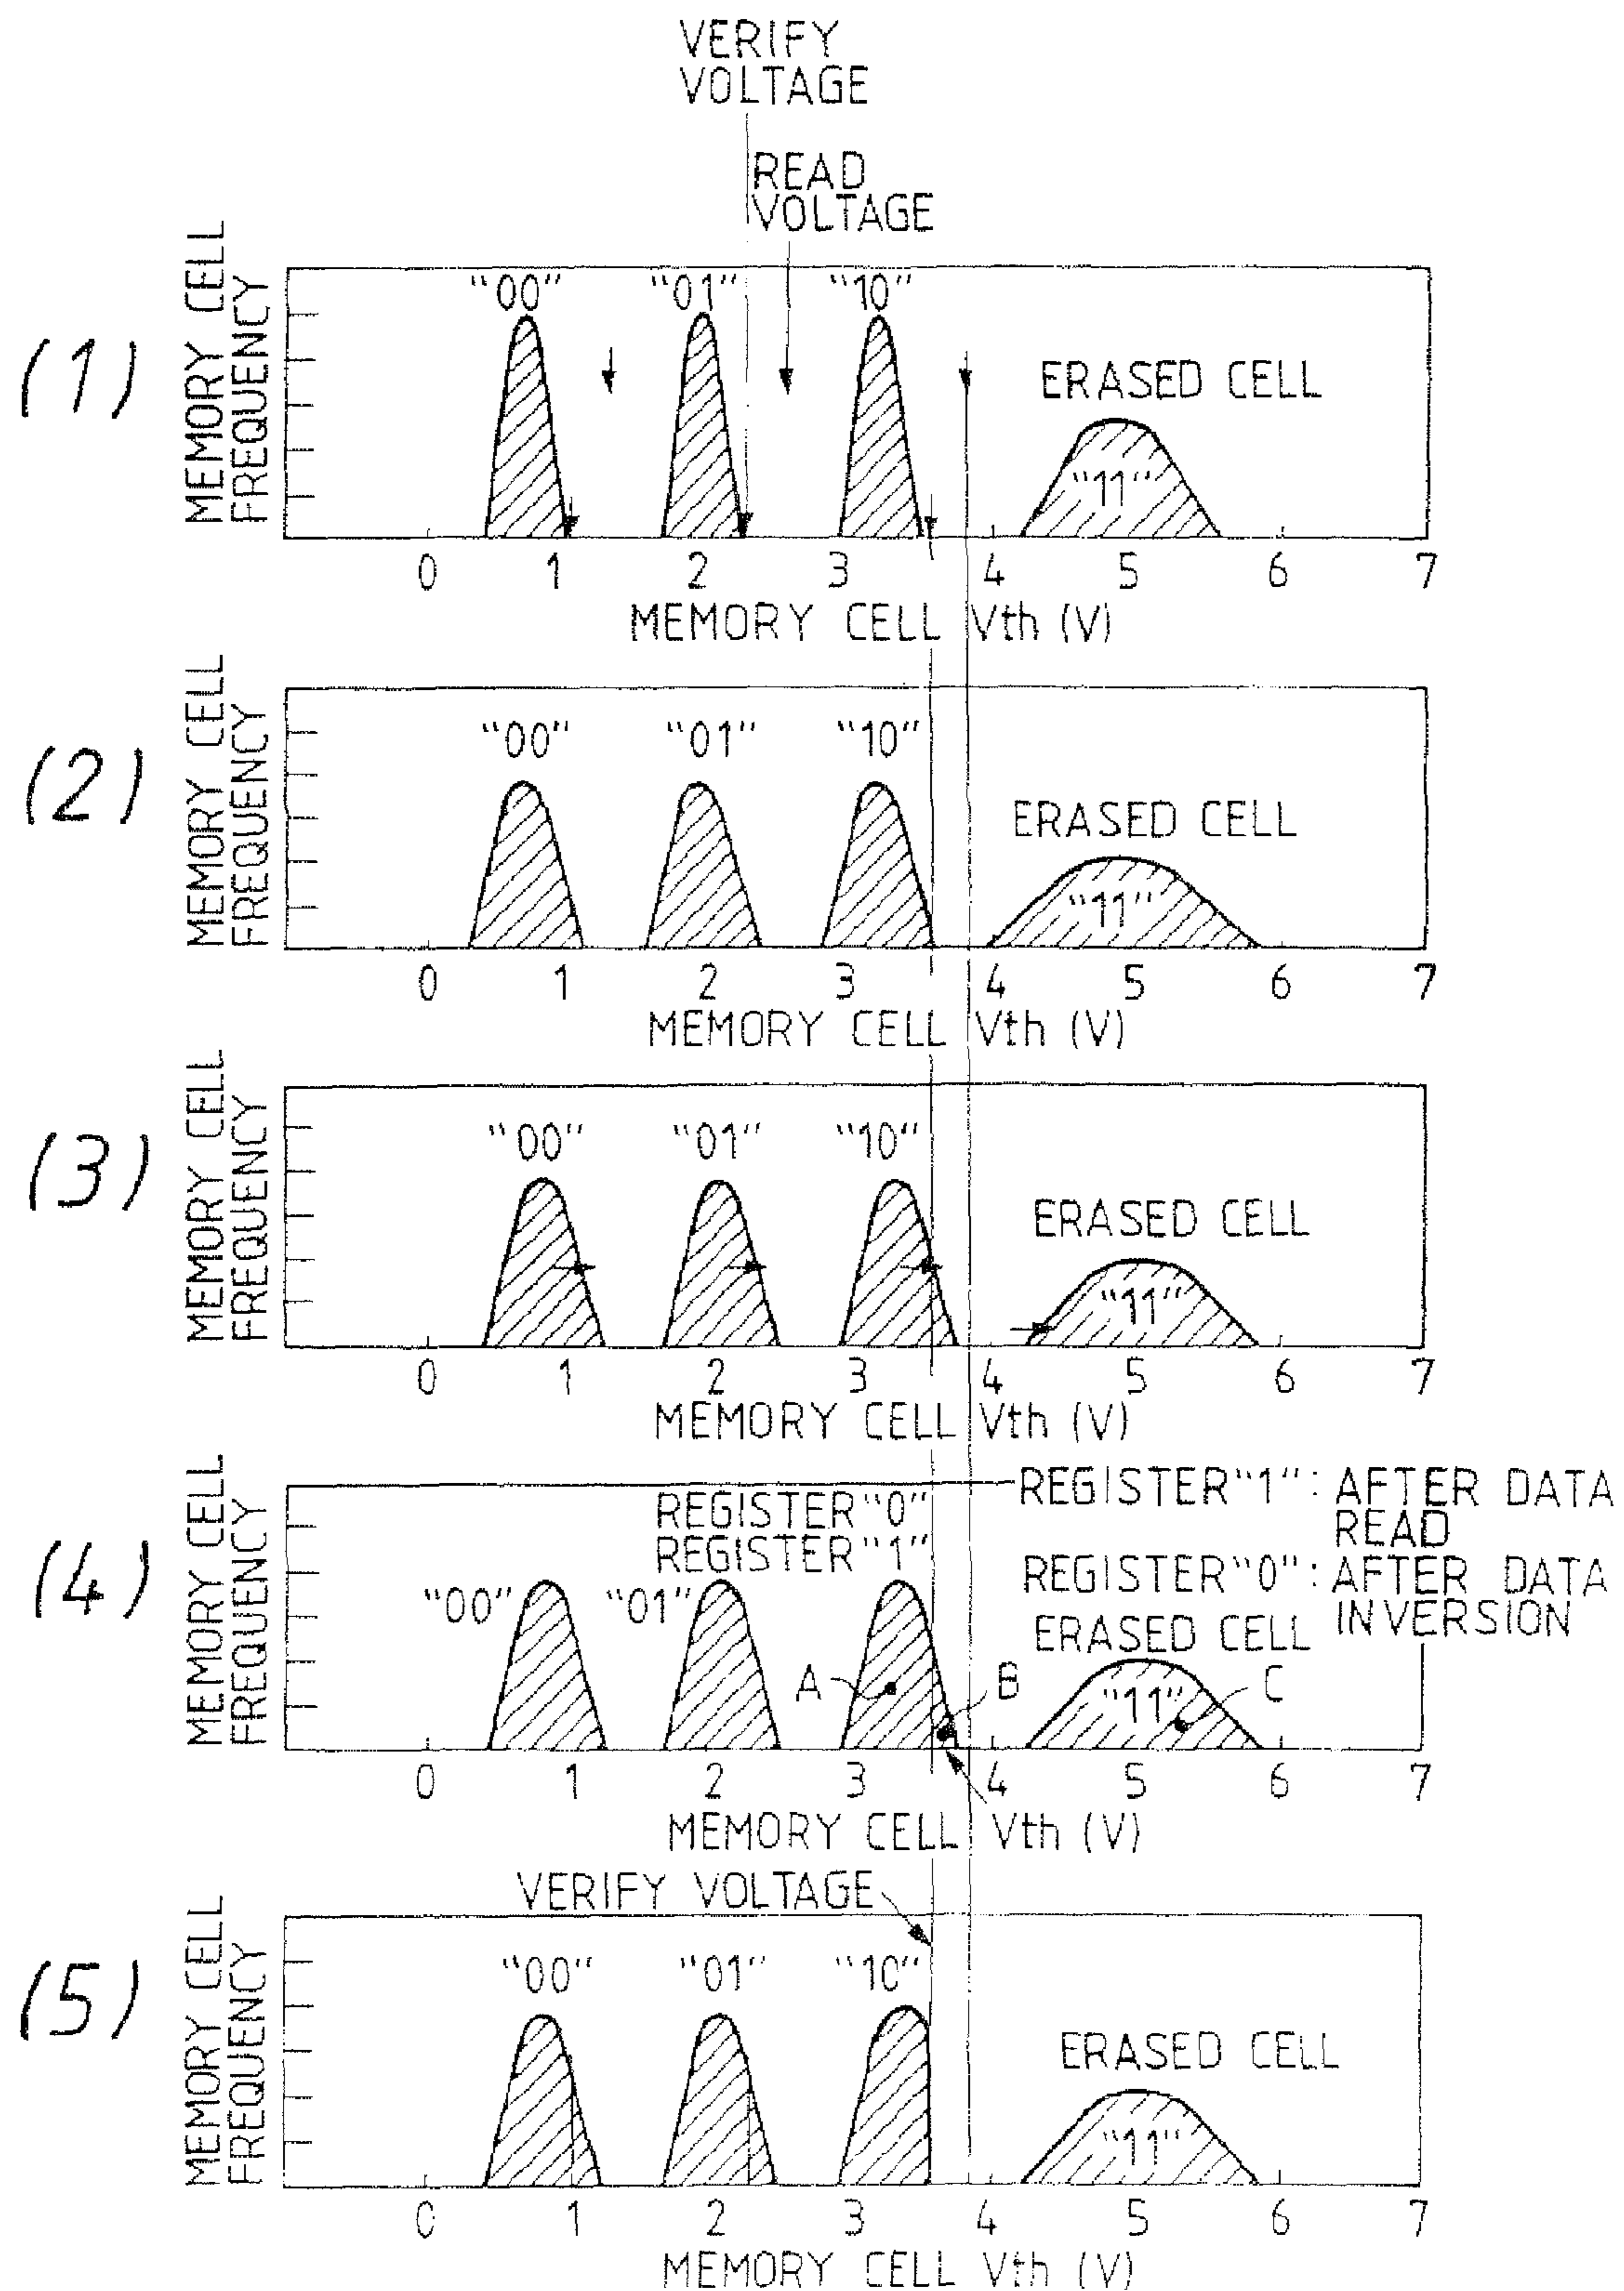 VERIFY
VOLTAGE
READ
VOLTAGE
(1)
MEMORY CELL
FREQUENCY
"00"
"01"
"10"
ERASED CELL
"11"
0 1 2 3 4 5 6 7
MEMORY CELL Vth (V)
(2)
MEMORY CELL
FREQUENCY
"00"
"01"
"10"
ERASED CELL
"11"
0 1 2 3 4 5 6 7
MEMORY CELL Vth (V)
(3)
MEMORY CELL
FREQUENCY
"00"
"01"
"10"
ERASED CELL
"11"
0 1 2 3 4 5 6 7
MEMORY CELL Vth (V)
(4)
MEMORY CELL
FREQUENCY
REGISTER "0"
REGISTER "1"
REGISTER "1" : AFTER DATA
READ
REGISTER "0" : AFTER DATA
INVERSION
"00"
"01"
ERASED CELL
A
B
"11"
C
0 1 2 3 4 5 6 7
MEMORY CELL Vth (V)
(5)
VERIFY VOLTAGE
MEMORY CELL
FREQUENCY
"00"
"01"
"10"
ERASED CELL
"11"
0 1 2 3 4 5 6 7
MEMORY CELL Vth (V)